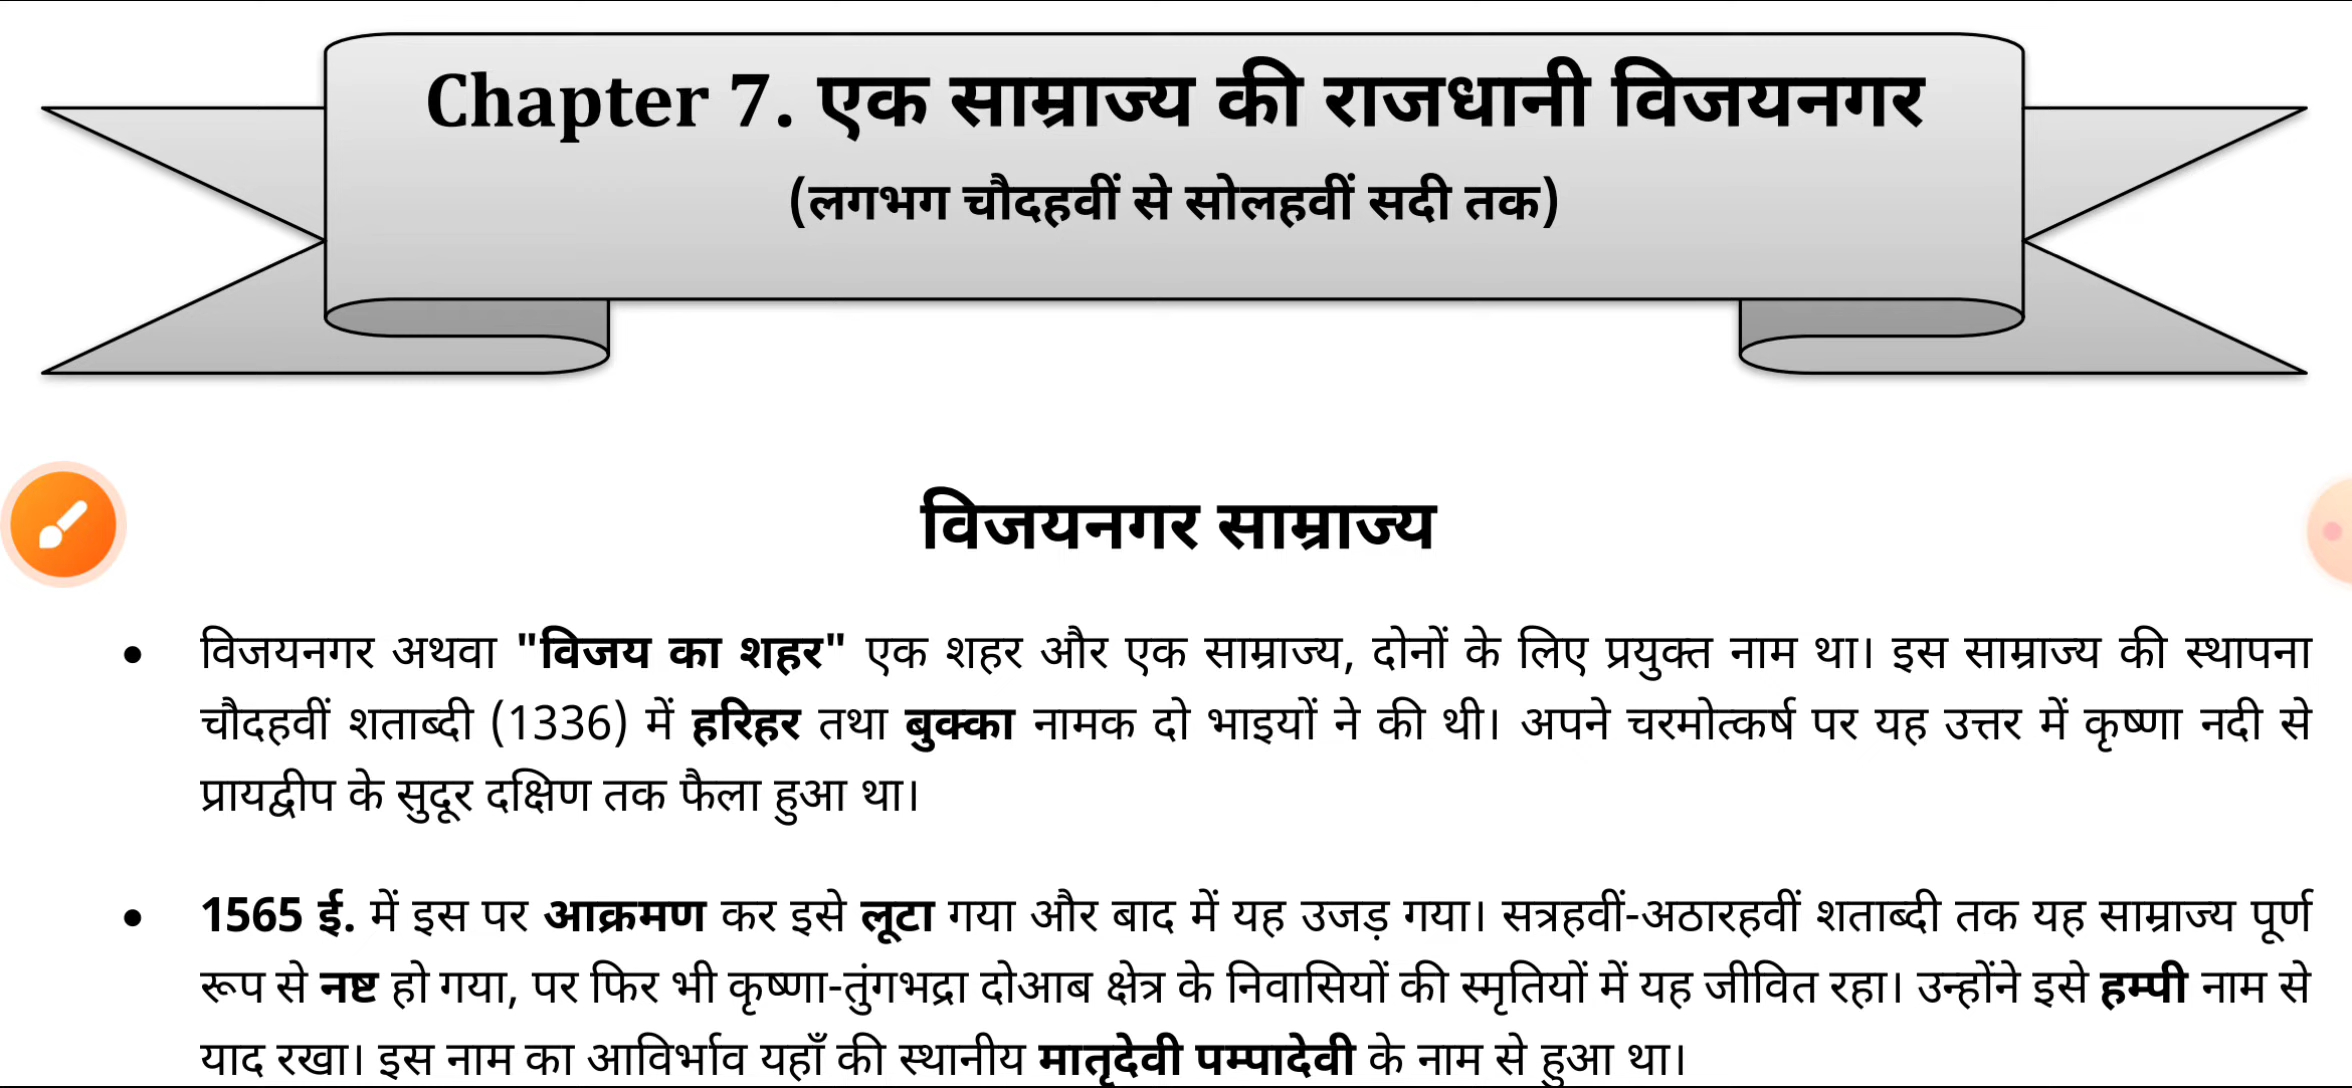 Chapter 7. एक साम्राज्य की राजधानी विजयनगर
(लगभग चौदहवीं से सोलहवीं सदी तक)
विजयनगर साम्राज्य
• विजयनगर अथवा "विजय का शहर" एक शहर और एक साम्राज्य, दोनों के लिए प्रयुक्त नाम था। इस साम्राज्य की स्थापना
चौदहवीं शताब्दी (1336) में हरिहर तथा बुक्का नामक दो भाइयों ने की थी। अपने चरमोत्कर्ष पर यह उत्तर में कृष्णा नदी से
प्रायद्वीप के सुदूर दक्षिण तक फैला हुआ था।
• 1565 ई. में इस पर आक्रमण कर इसे लूटा गया और बाद में यह उजड़ गया। सत्रहवीं-अठारहवीं शताब्दी तक यह साम्राज्य पूर्ण
रूप से नष्ट हो गया, पर फिर भी कृष्णा-तुंगभद्रा दोआब क्षेत्र के निवासियों की स्मृतियों में यह जीवित रहा। उन्होंने इसे हम्पी नाम से
याद रखा। इस नाम का आविर्भाव यहाँ की स्थानीय मातृदेवी पम्पादेवी के नाम से हुआ था।